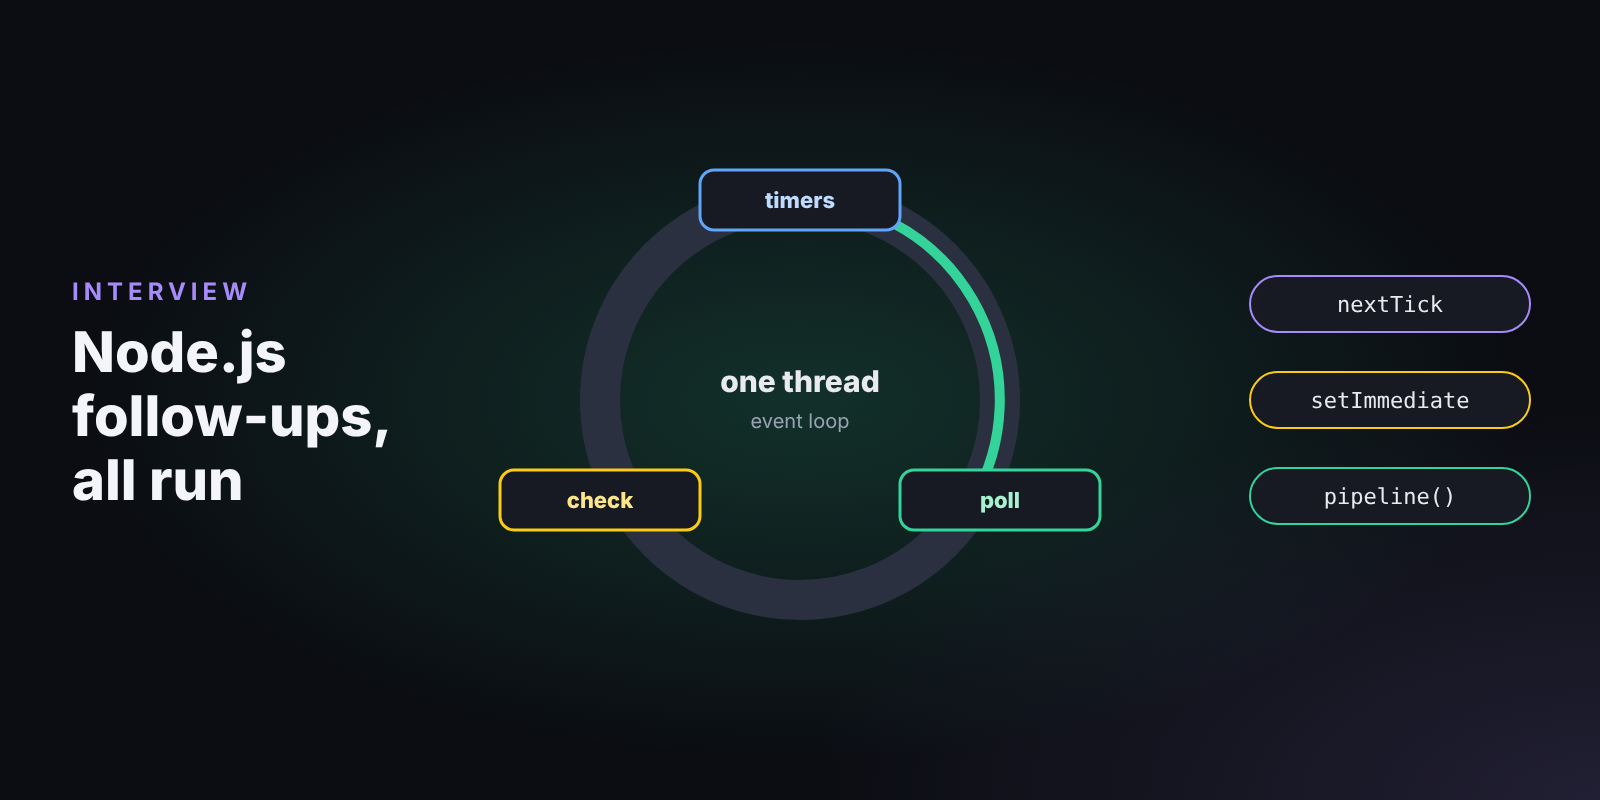 INTERVIEW
Node.js
follow-ups,
all run
timers
one thread
event loop
check
poll
nextTick
setImmediate
pipeline()